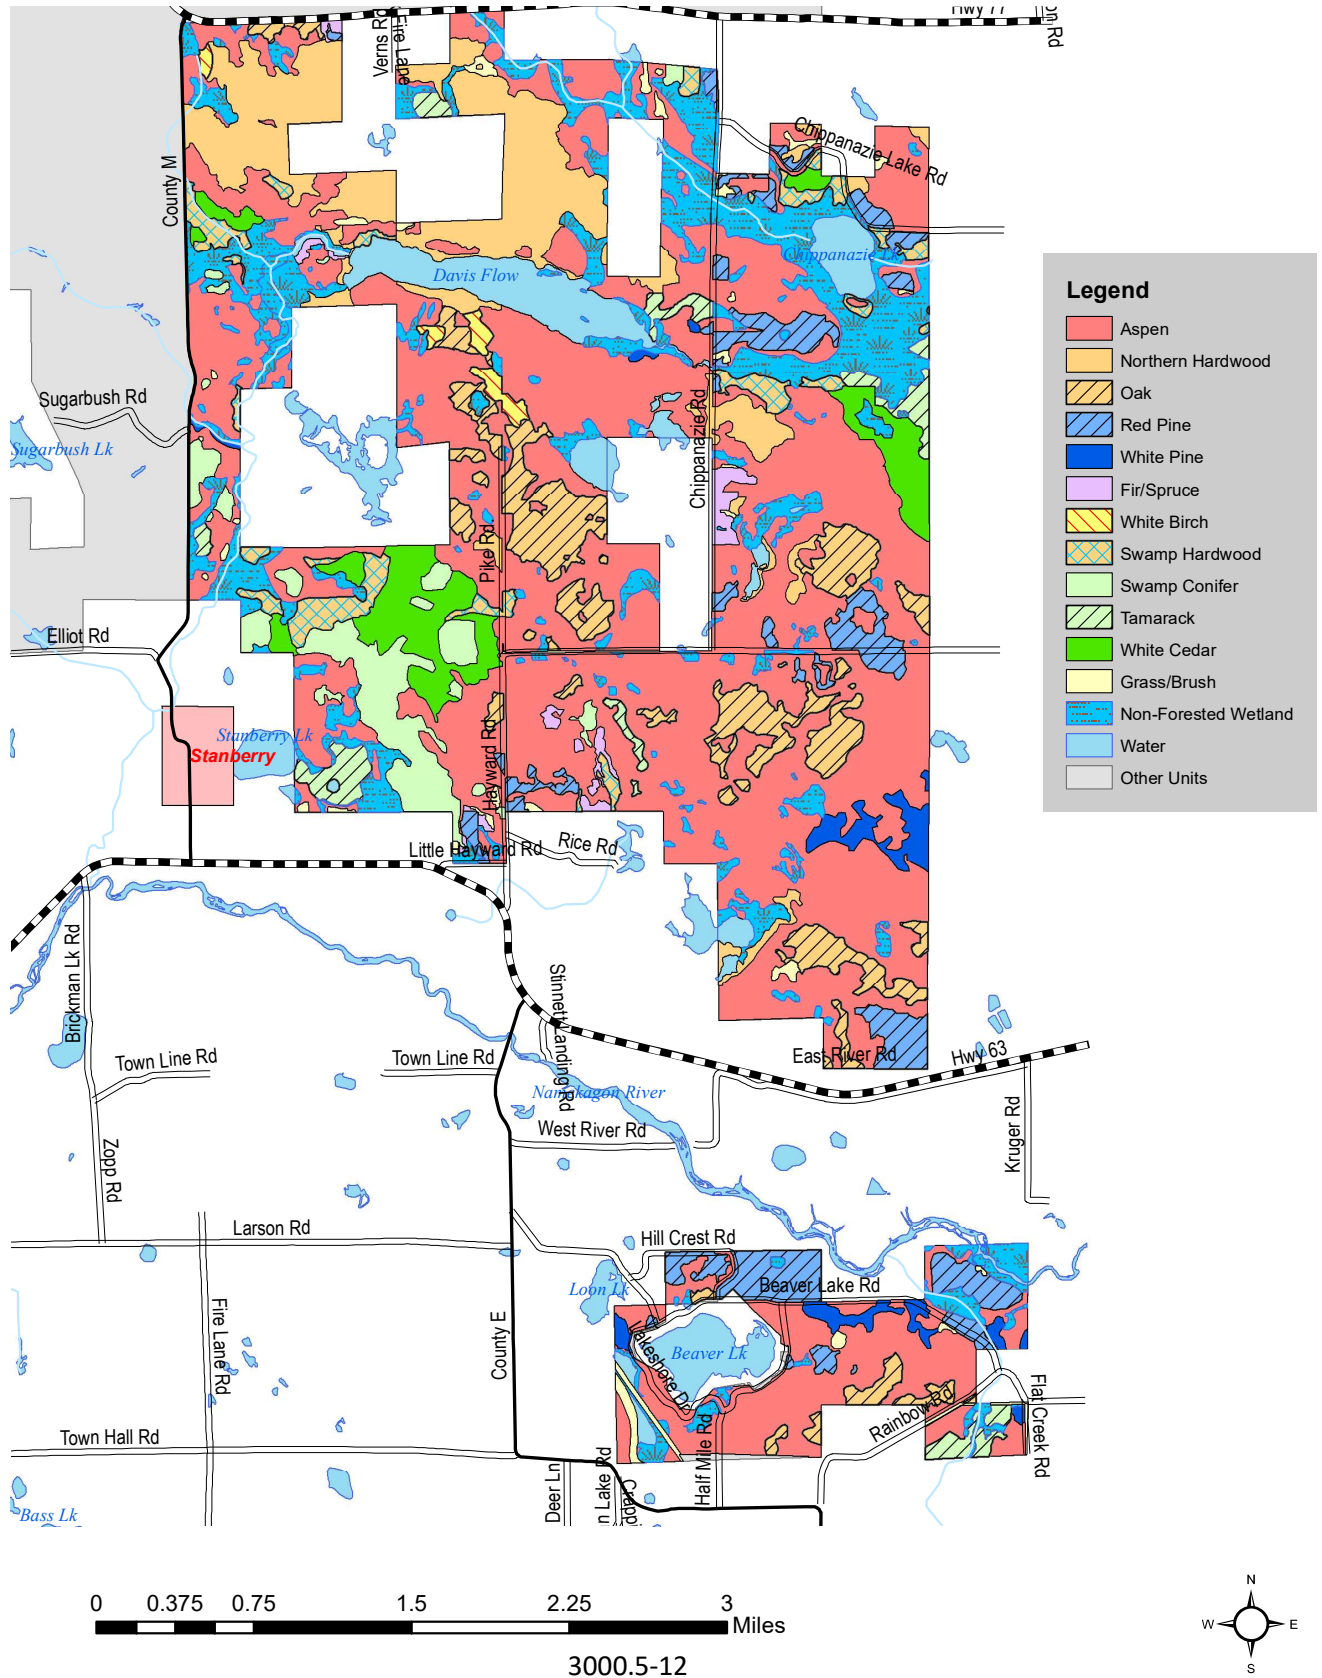 Hwy 77
Verns Rd
Fire Lane
Chippanazie Lake Rd
County M
Chippanazie Lk
Davis Flow
Legend
Aspen
Northern Hardwood
Oak
Red Pine
White Pine
Fir/Spruce
White Birch
Swamp Hardwood
Swamp Conifer
Tamarack
White Cedar
Grass/Brush
Non-Forested Wetland
Water
Other Units
Sugarbush Rd
Sugarbush Lk
Chippanazie Rd
Pike Rd
Elliot Rd
Stanberry Lk
Stanberry
Hayward Rd
Little Hayward Rd
Rice Rd
Brickman Lk Rd
Stinnett Landing Rd
Town Line Rd
Town Line Rd
East River Rd
Hwy 63
Namekagon River
West River Rd
Kruger Rd
Zopp Rd
Larson Rd
Hill Crest Rd
Beaver Lake Rd
Loon Lk
Fire Lane Rd
County E
Lakeshore Dr
Beaver Lk
Rainbow Rd
Flat Creek Rd
Half Mile Rd
Town Hall Rd
Deer Ln
n Lake Rd
Bass Lk
0 0.375 0.75 1.5 2.25 3
Miles
3000.5-12
N
W E
S